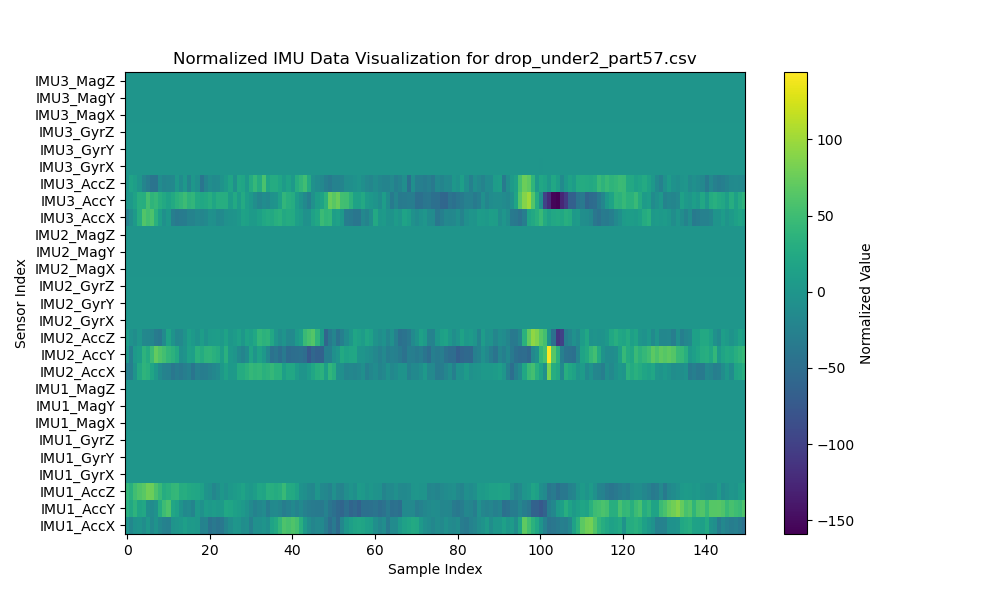 Normalized IMU Data Visualization for drop_under2_part57.csv
IMU3_MagZ
IMU3_MagY
IMU3_MagX
IMU3_GyrZ
IMU3_GyrY
IMU3_GyrX
IMU3_AccZ
IMU3_AccY
IMU3_AccX
IMU2_MagZ
IMU2_MagY
IMU2_MagX
IMU2_GyrZ
IMU2_GyrY
IMU2_GyrX
IMU2_AccZ
IMU2_AccY
IMU2_AccX
IMU1_MagZ
IMU1_MagY
IMU1_MagX
IMU1_GyrZ
IMU1_GyrY
IMU1_GyrX
IMU1_AccZ
IMU1_AccY
IMU1_AccX
Sensor Index
0 20 40 60 80 100 120 140
Sample Index
100
50
0
−50
−100
−150
Normalized Value